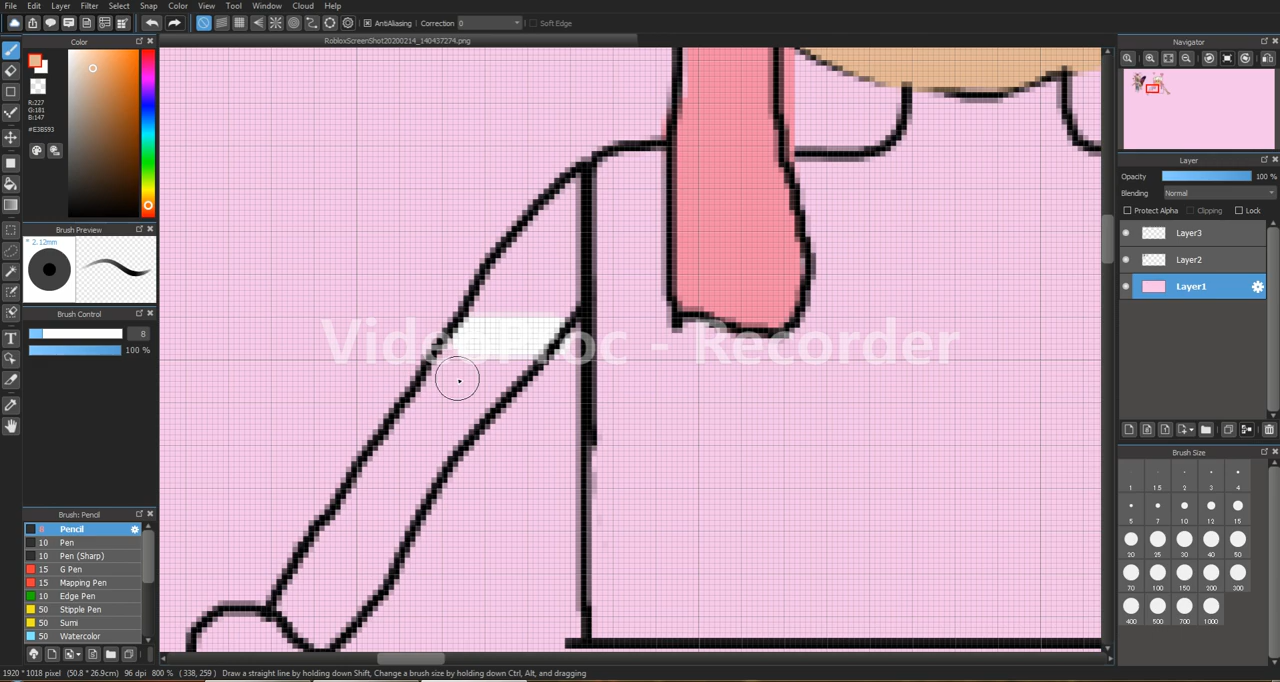 File Edit Layer Filter Select Snap Color View Tool Window Cloud Help
AntiAliasing Correction 0 Soft Edge
RobloxScreenShot20200214_140437274.png
Color
R:227
G:181
B:147
#E3B593
Brush Preview
* 2.12mm
Brush Control
8
100 %
Brush: Pencil
8 Pencil
10 Pen
10 Pen (Sharp)
15 G Pen
15 Mapping Pen
10 Edge Pen
50 Stipple Pen
50 Sumi
50 Watercolor
VideoProc - Recorder
Navigator
Layer
Opacity 100 %
Blending Normal
Protect Alpha Clipping Lock
Layer3
Layer2
Layer1
Brush Size
1 1.5 2 3 4
5 7 10 12 15
20 25 30 40 50
70 100 150 200 300
400 500 700 1000
1920 * 1018 pixel (50.8 * 26.9cm) 96 dpi 800 % ( 338, 259 ) Draw a straight line by holding down Shift, Change a brush size by holding down Ctrl, Alt, and dragging